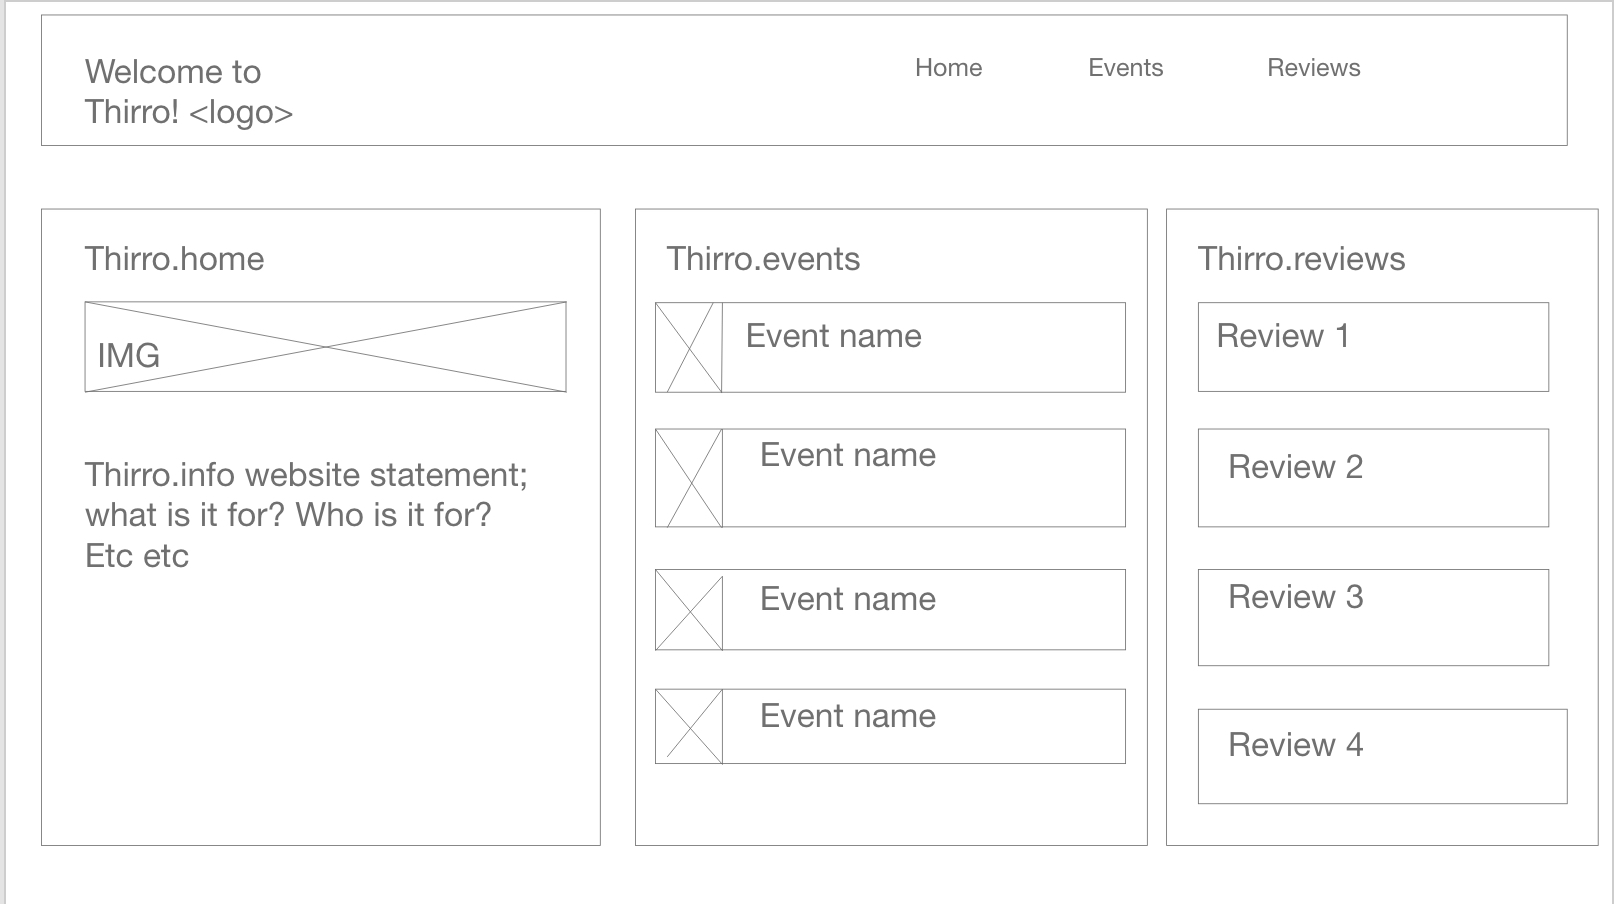 Welcome to
Thirro! <logo>
Home
Events
Reviews
Thirro.home
IMG
Thirro.info website statement;
what is it for? Who is it for?
Etc etc
Thirro.events
Event name
Event name
Event name
Event name
Thirro.reviews
Review 1
Review 2
Review 3
Review 4